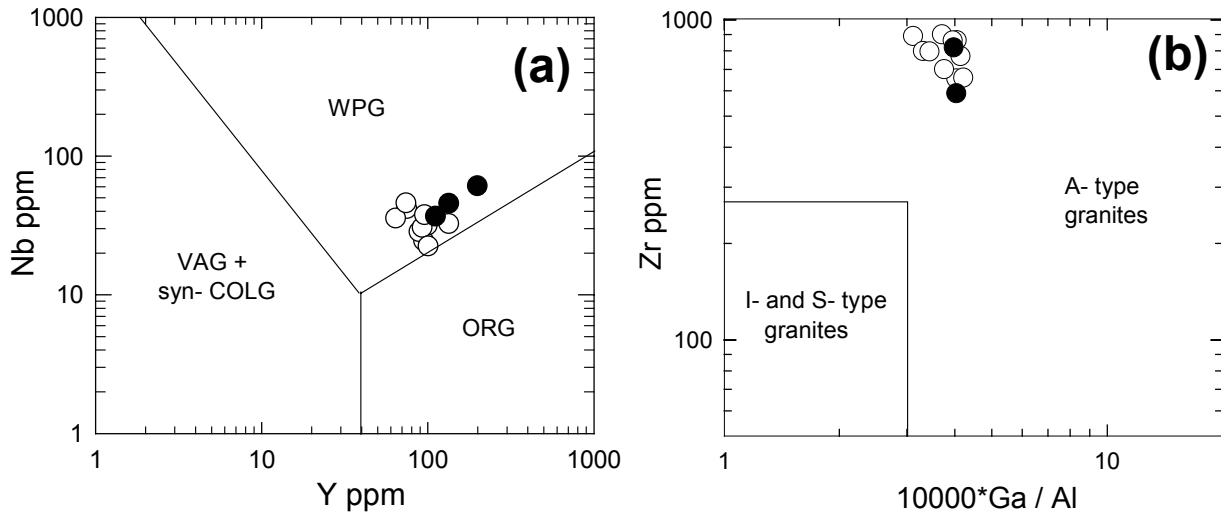 (a)
1000
100
10
1
Nb ppm
WPG
VAG +
syn- COLG
ORG
1
10
100
1000
Y ppm
(b)
1000
100
Zr ppm
A- type
granites
I- and S- type
granites
1
10
10000*Ga / Al